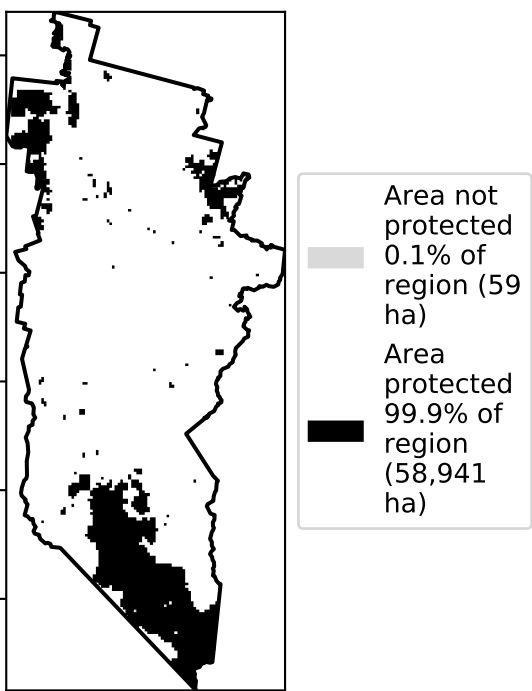 Area not
protected
0.1% of
region (59
ha)
Area
protected
99.9% of
region
(58,941
ha)